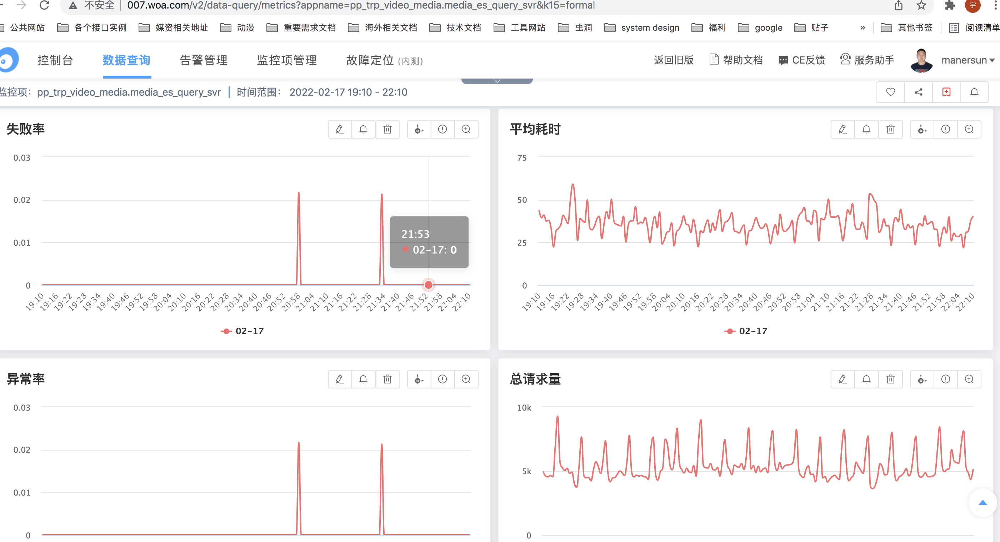 不安全 007.woa.com/v2/data-query/metrics?appname=pp_trp_video_media.media_es_query_svr&k15=formal 宇
公共网站 各个接口实例 媒资相关地址 动漫 重要需求文档 海外相关文档 技术文档 工具网站 虫洞 system design 福利 google 贴子 » 其他书签 阅读清单
控制台 数据查询 告警管理 监控项管理 故障定位 (内测) 返回旧版 帮助文档 CE反馈 服务助手 manersun
监控项: pp_trp_video_media.media_es_query_svr 时间范围: 2022-02-17 19:10 - 22:10
失败率
0.03
0.02
0.01
0
21:53
02-17: 0
19:10 19:16 19:22 19:28 19:34 19:40 19:46 19:52 19:58 20:04 20:10 20:16 20:22 20:28 20:34 20:40 20:46 20:52 20:58 21:04 21:10 21:16 21:22 21:28 21:34 21:40 21:46 21:52 21:58 22:04 22:10
02-17
平均耗时
75
50
25
0
19:10 19:16 19:22 19:28 19:34 19:40 19:46 19:52 19:58 20:04 20:10 20:16 20:22 20:28 20:34 20:40 20:46 20:52 20:58 21:04 21:10 21:16 21:22 21:28 21:34 21:40 21:46 21:52 21:58 22:04 22:10
02-17
异常率
0.03
0.02
0.01
0
总请求量
10k
5k
0